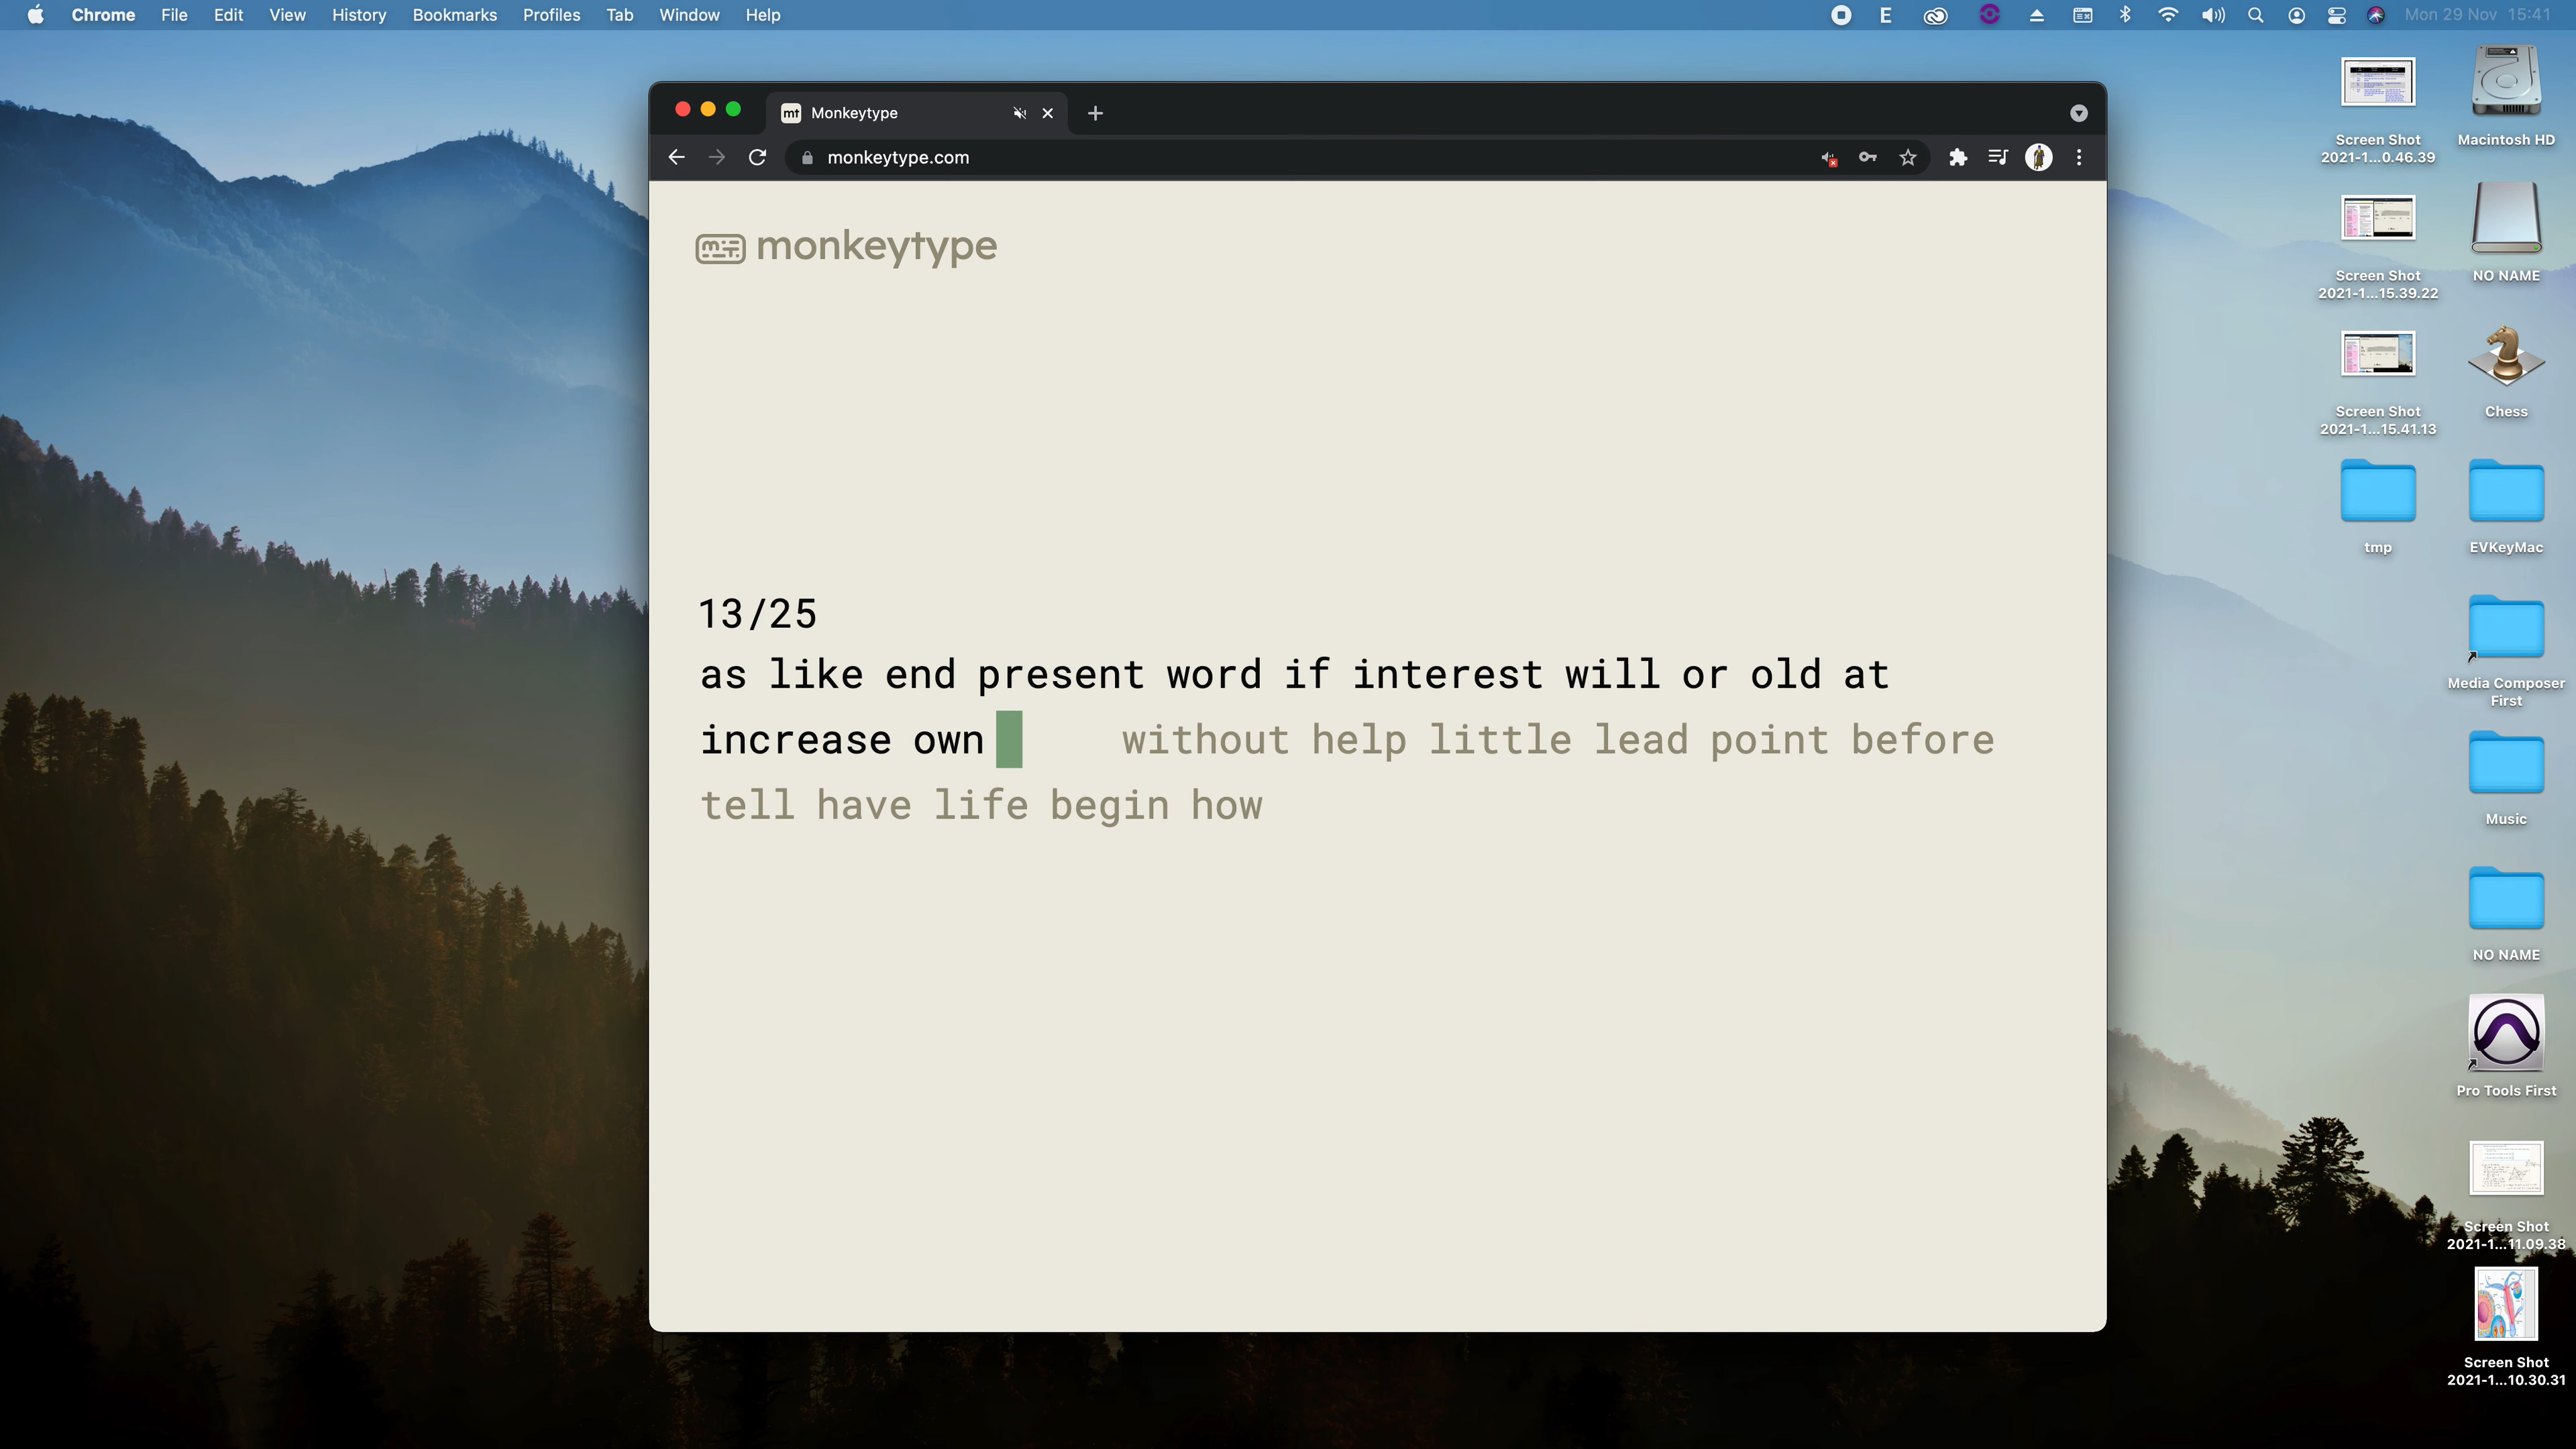 Chrome File Edit View History Bookmarks Profiles Tab Window Help
E Mon 29 Nov 15:41
mt Monkeytype
monkeytype.com
monkeytype
13/25
as like end present word if interest will or old at
increase own without help little lead point before
tell have life begin how
Screen Shot
2021-1...0.46.39
Macintosh HD
Screen Shot
2021-1...15.39.22
NO NAME
Screen Shot
2021-1...15.41.13
Chess
tmp
EVKeyMac
Media Composer
First
Music
NO NAME
Pro Tools First
Screen Shot
2021-1...11.09.38
Screen Shot
2021-1...10.30.31